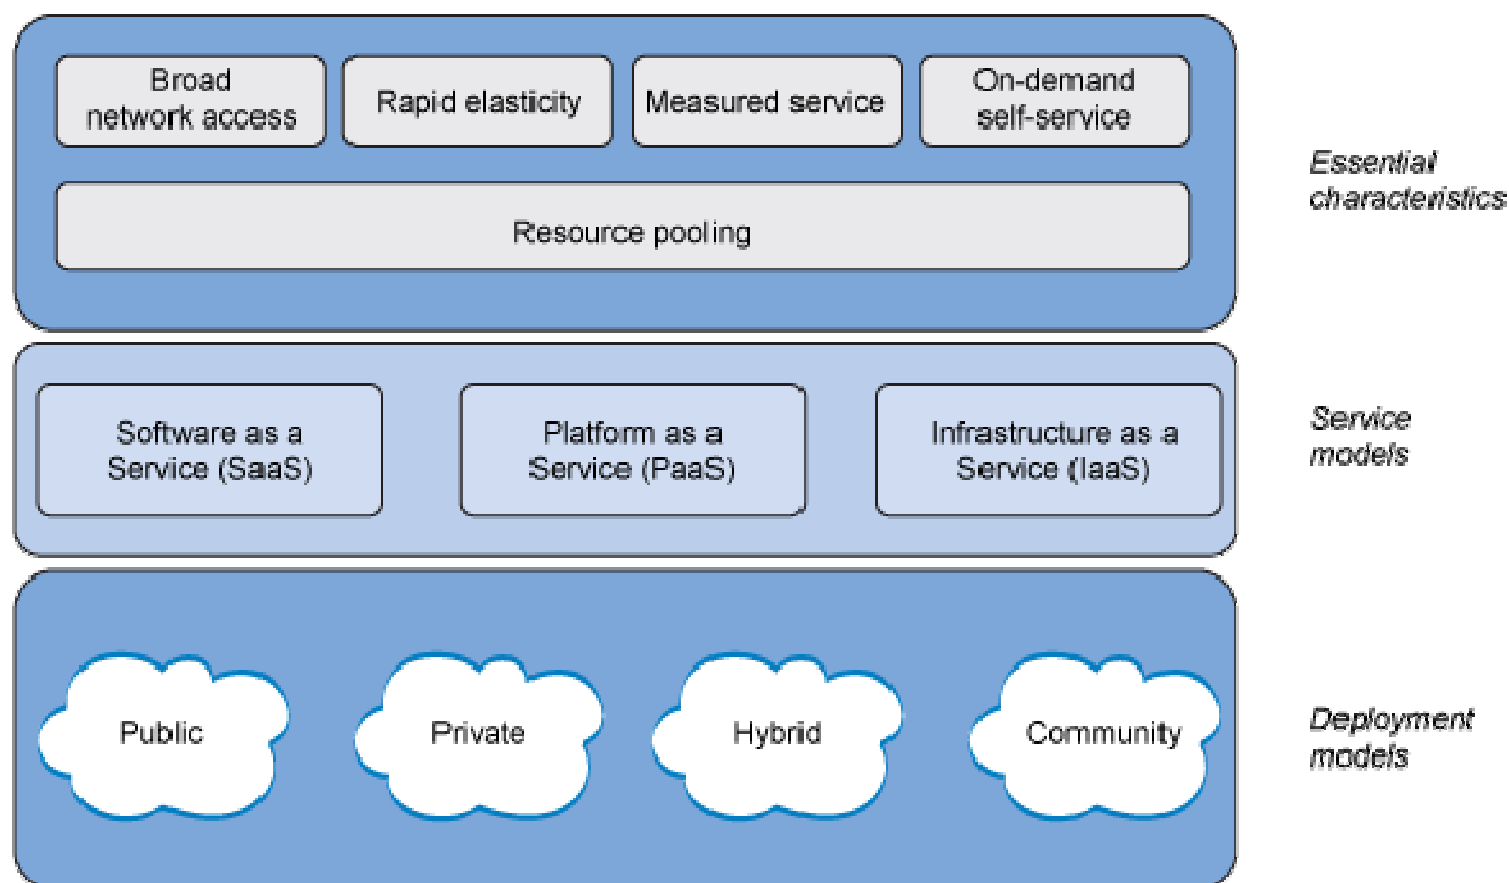 Broad
network access
Rapid elasticity
Measured service
On-demand
self-service
Resource pooling
Essential
characteristics
Software as a
Service (SaaS)
Platform as a
Service (PaaS)
Infrastructure as a
Service (IaaS)
Service
models
Public
Private
Hybrid
Community
Deployment
models